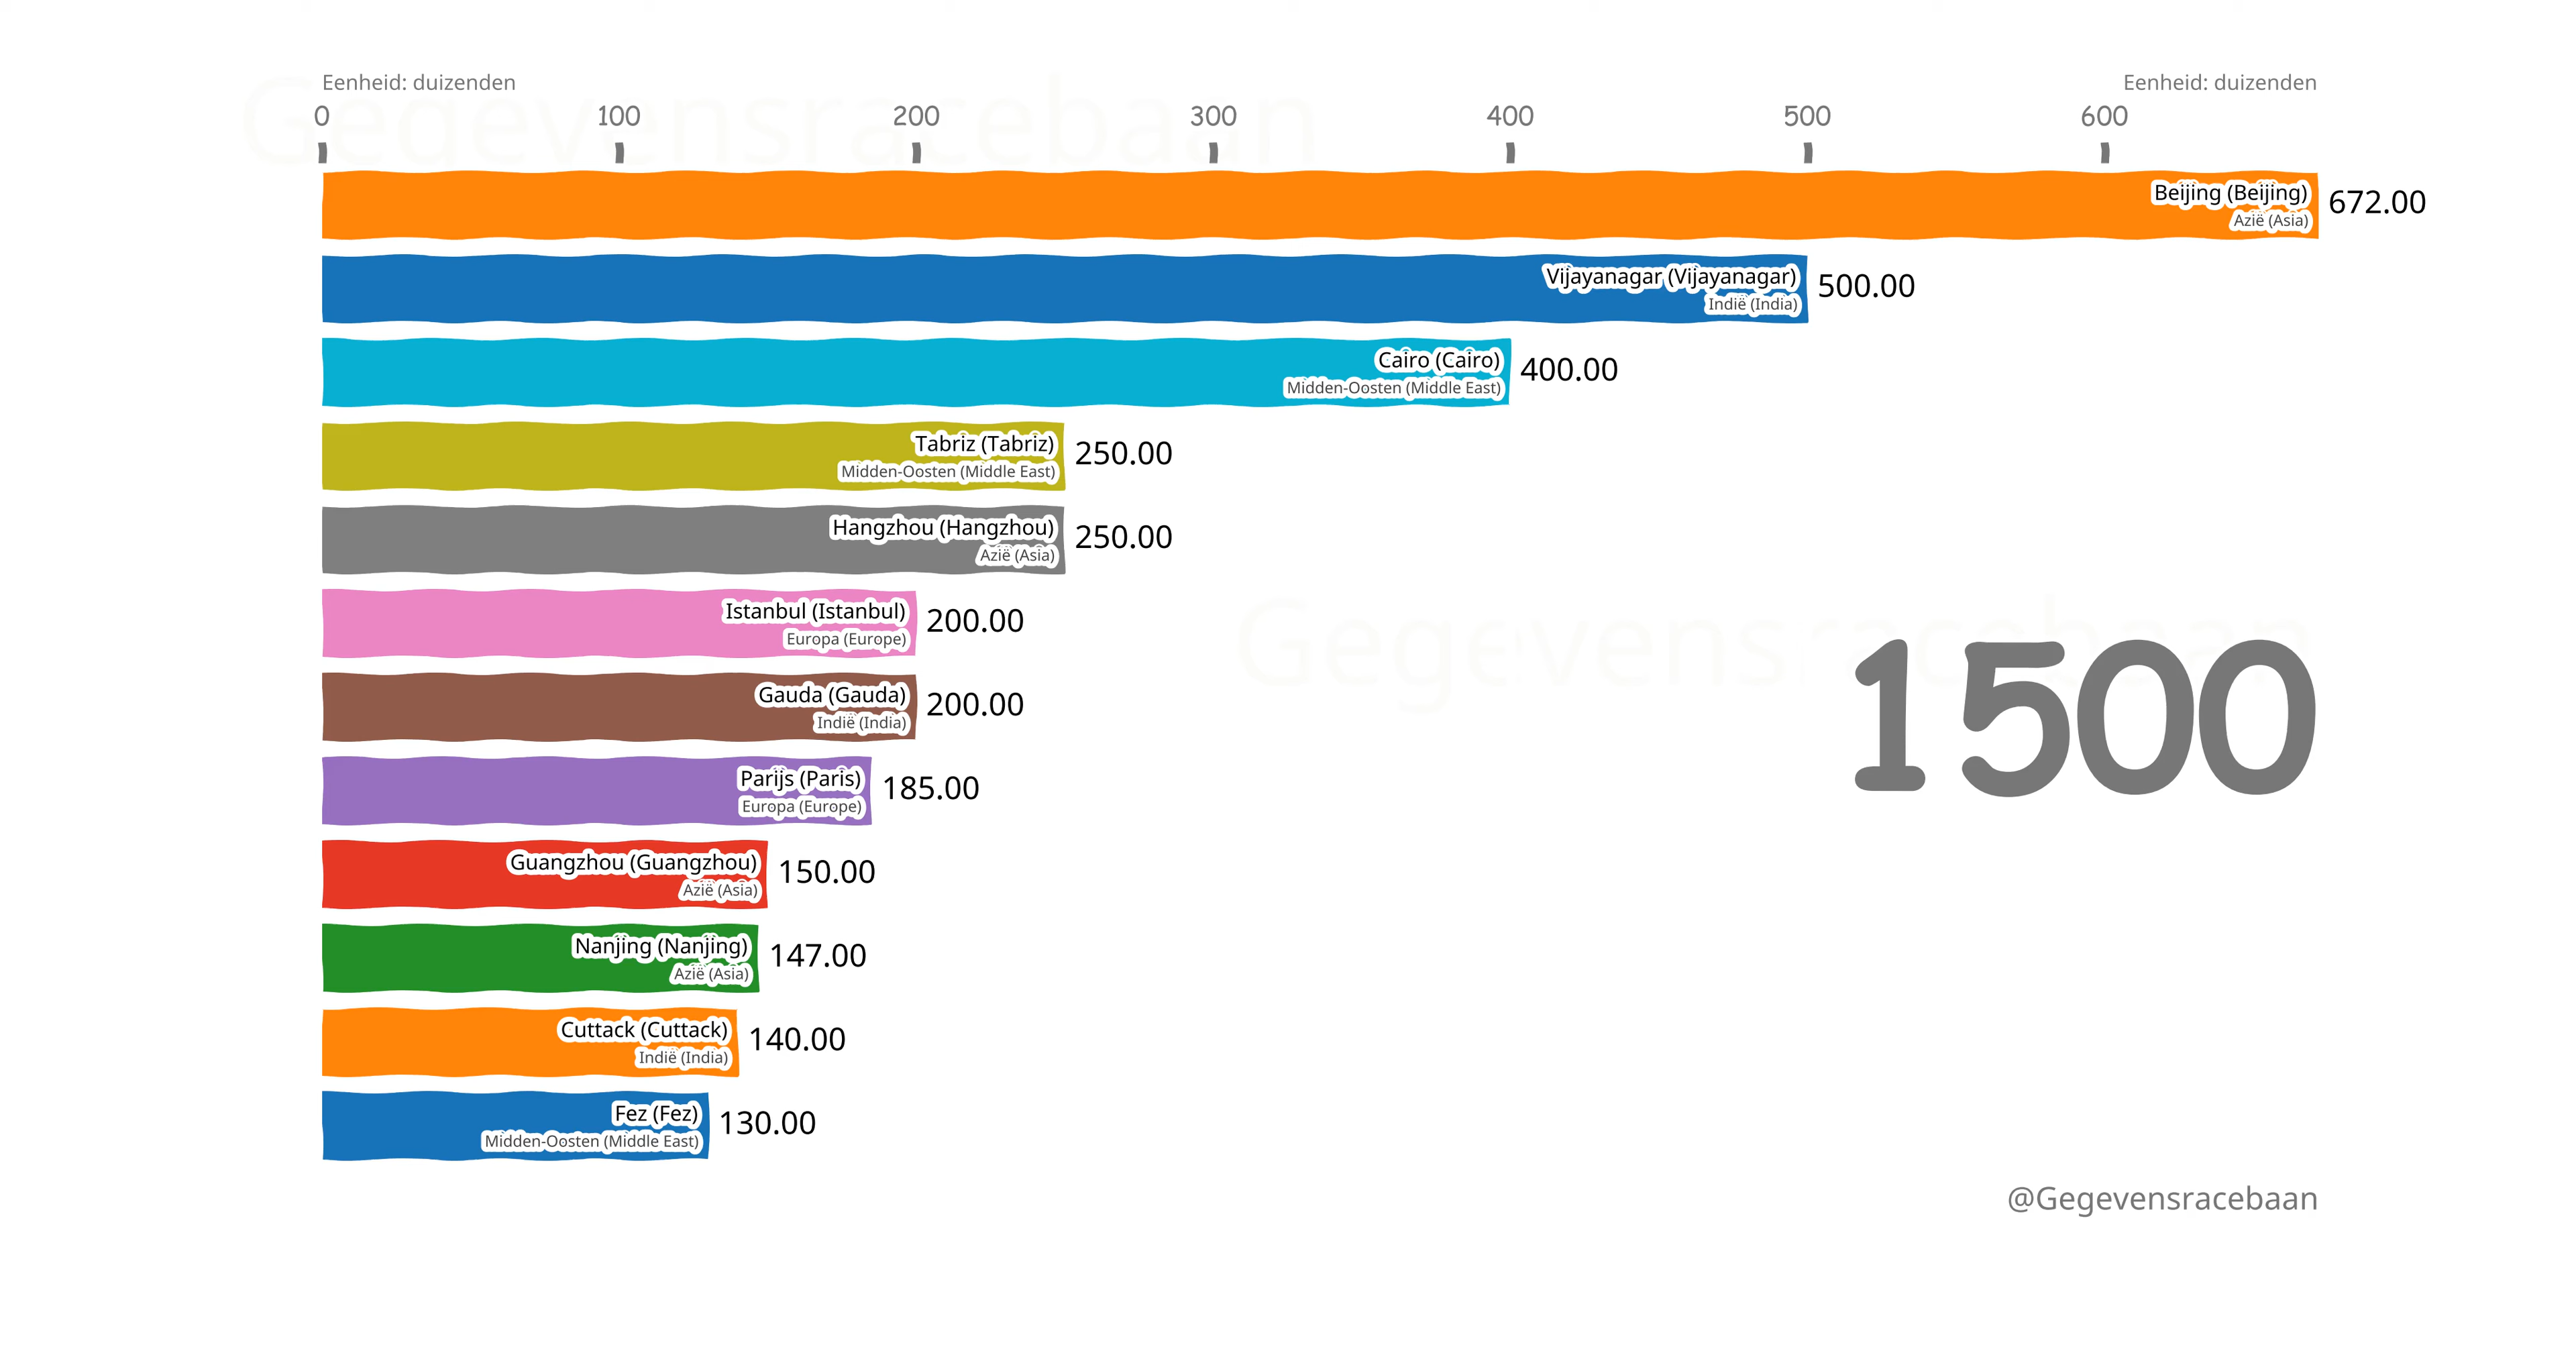 Eenheid: duizenden
Eenheid: duizenden
0 100 200 300 400 500 600
Beijing (Beijing) 672.00
Azië (Asia)
Vijayanagar (Vijayanagar) 500.00
Indië (India)
Cairo (Cairo) 400.00
Midden-Oosten (Middle East)
Tabriz (Tabriz) 250.00
Midden-Oosten (Middle East)
Hangzhou (Hangzhou) 250.00
Azië (Asia)
Istanbul (Istanbul) 200.00
Europa (Europe)
Gauda (Gauda) 200.00
Indië (India)
Parijs (Paris) 185.00
Europa (Europe)
Guangzhou (Guangzhou) 150.00
Azië (Asia)
Nanjing (Nanjing) 147.00
Azië (Asia)
Cuttack (Cuttack) 140.00
Indië (India)
Fez (Fez) 130.00
Midden-Oosten (Middle East)
1500
@Gegevensracebaan
Gegevensracebaan
Gegevensracebaan